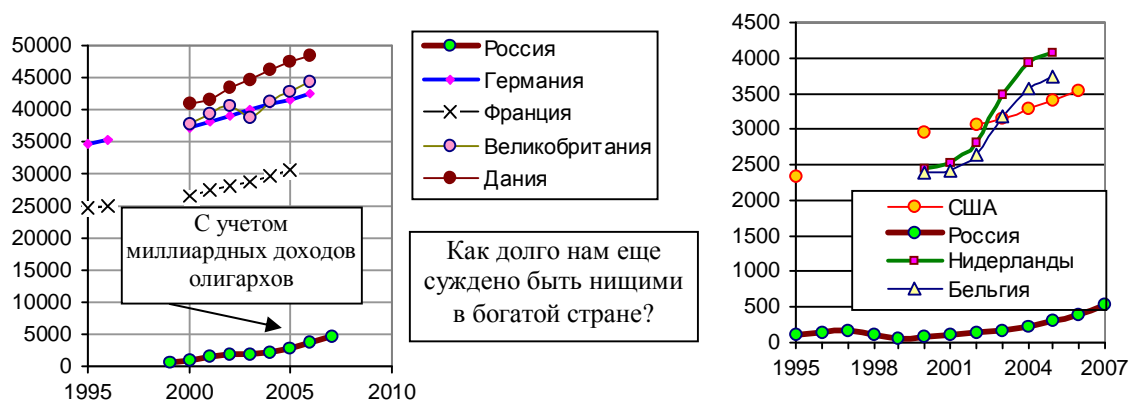 50000
45000
40000
35000
30000
25000
20000
15000
10000
5000
0
1995 2000 2005 2010
С учетом
миллиардных доходов
олигархов
Россия
Германия
Франция
Великобритания
Дания
Как долго нам еще
суждено быть нищими
в богатой стране?
4500
4000
3500
3000
2500
2000
1500
1000
500
0
1995 1998 2001 2004 2007
США
Россия
Нидерланды
Бельгия